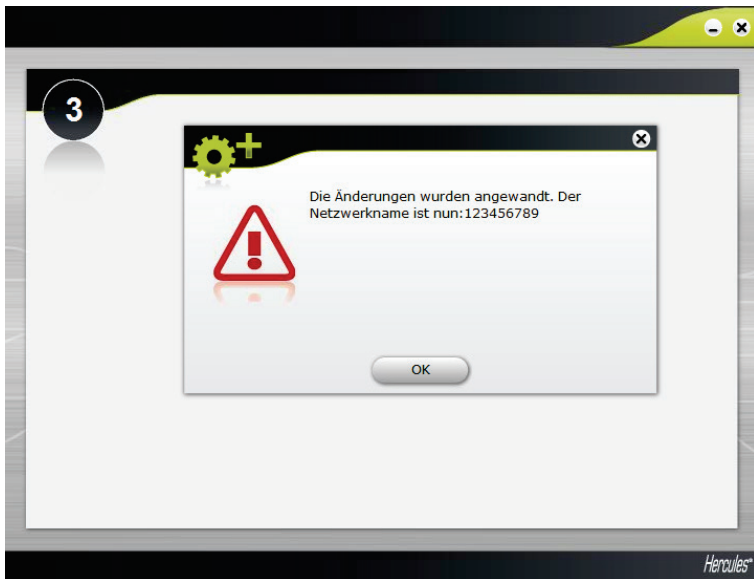 3
Die Änderungen wurden angewandt. Der
Netzwerkname ist nun:123456789
OK
Hercules